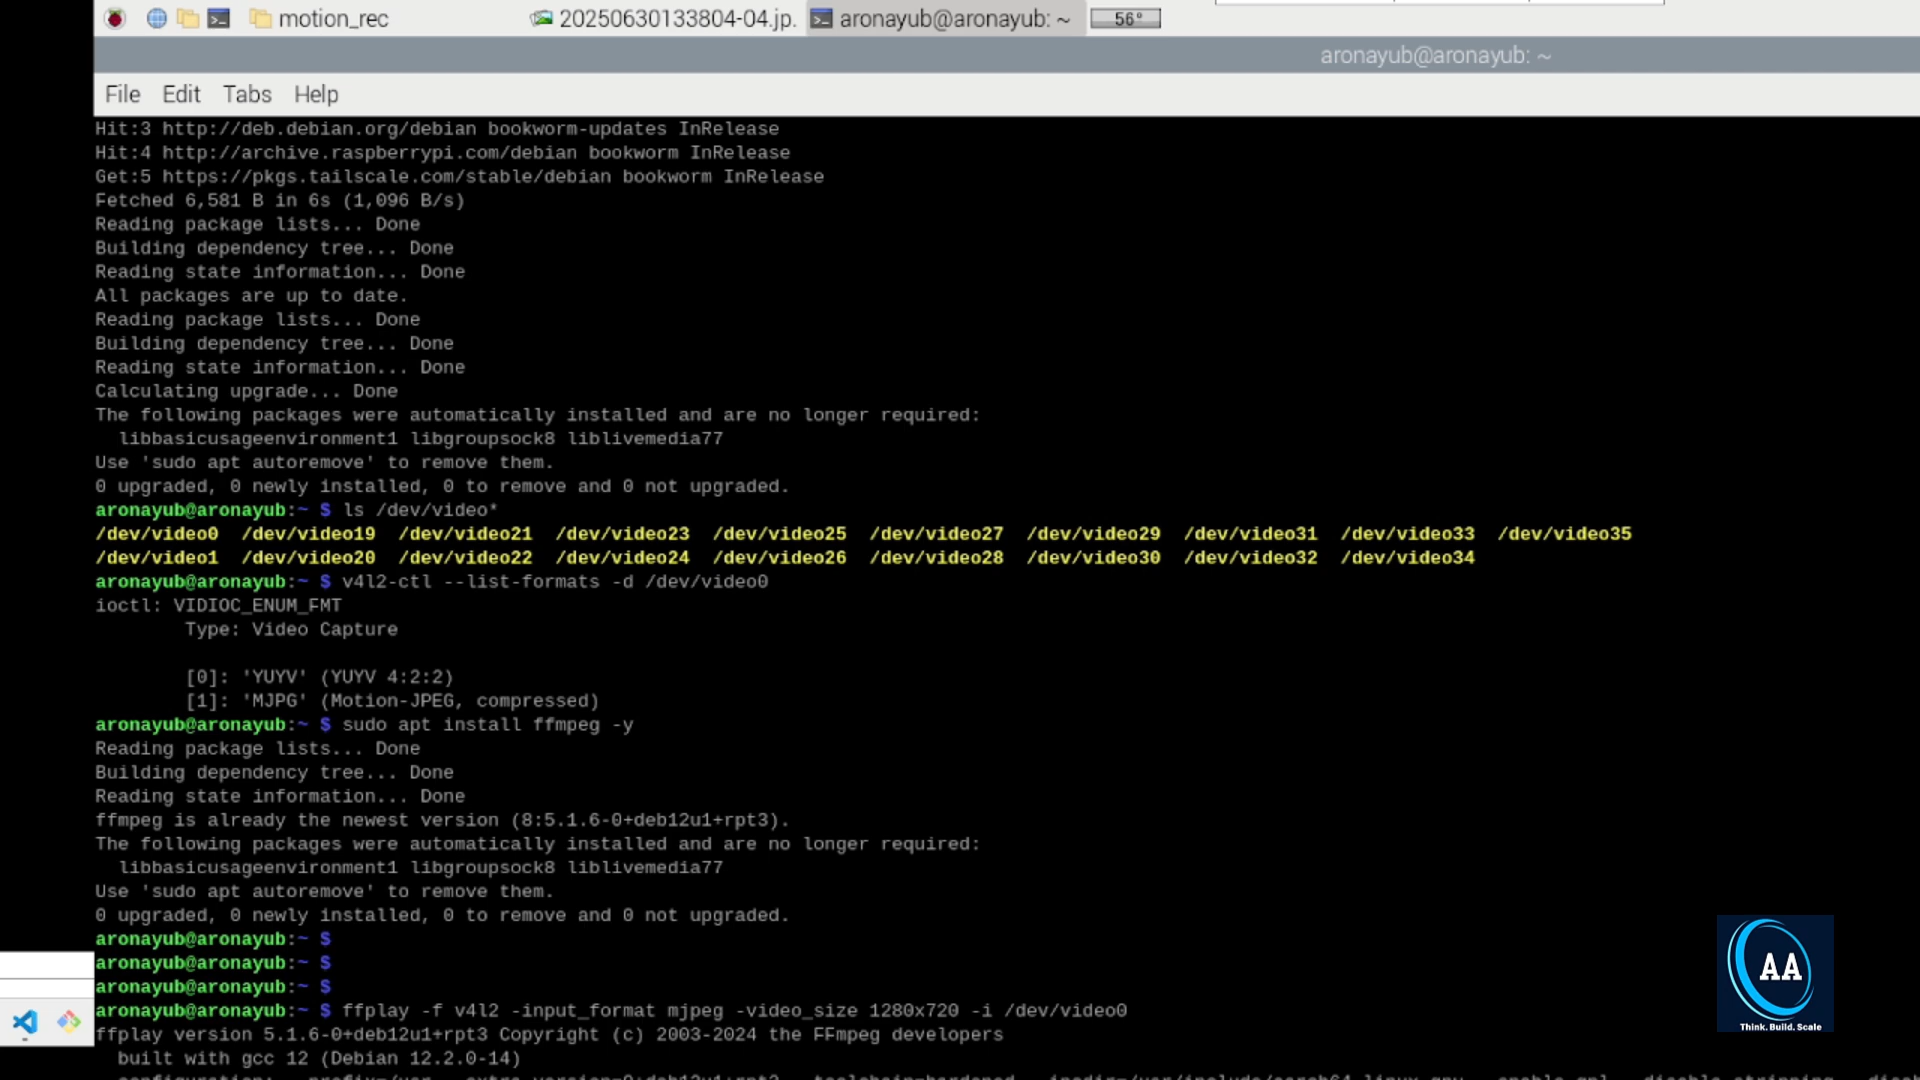 motion_rec
20250630133804-04.jp.
aronayub@aronayub: ~
56°
aronayub@aronayub: ~
File Edit Tabs Help
Hit:3 http://deb.debian.org/debian bookworm-updates InRelease
Hit:4 http://archive.raspberrypi.com/debian bookworm InRelease
Get:5 https://pkgs.tailscale.com/stable/debian bookworm InRelease
Fetched 6,581 B in 6s (1,096 B/s)
Reading package lists... Done
Building dependency tree... Done
Reading state information... Done
All packages are up to date.
Reading package lists... Done
Building dependency tree... Done
Reading state information... Done
Calculating upgrade... Done
The following packages were automatically installed and are no longer required:
libbasicusageenvironment1 libgroupsock8 liblivemedia77
Use 'sudo apt autoremove' to remove them.
0 upgraded, 0 newly installed, 0 to remove and 0 not upgraded.
aronayub@aronayub:~ $ ls /dev/video*
/dev/video0 /dev/video19 /dev/video21 /dev/video23 /dev/video25 /dev/video27 /dev/video29 /dev/video31 /dev/video33 /dev/video35
/dev/video1 /dev/video20 /dev/video22 /dev/video24 /dev/video26 /dev/video28 /dev/video30 /dev/video32 /dev/video34
aronayub@aronayub:~ $ v4l2-ctl --list-formats -d /dev/video0
ioctl: VIDIOC_ENUM_FMT
Type: Video Capture
[0]: 'YUYV' (YUYV 4:2:2)
[1]: 'MJPG' (Motion-JPEG, compressed)
aronayub@aronayub:~ $ sudo apt install ffmpeg -y
Reading package lists... Done
Building dependency tree... Done
Reading state information... Done
ffmpeg is already the newest version (8:5.1.6-0+deb12u1+rpt3).
The following packages were automatically installed and are no longer required:
libbasicusageenvironment1 libgroupsock8 liblivemedia77
Use 'sudo apt autoremove' to remove them.
0 upgraded, 0 newly installed, 0 to remove and 0 not upgraded.
aronayub@aronayub:~ $
aronayub@aronayub:~ $
aronayub@aronayub:~ $
aronayub@aronayub:~ $ ffplay -f v4l2 -input_format mjpeg -video_size 1280x720 -i /dev/video0
ffplay version 5.1.6-0+deb12u1+rpt3 Copyright (c) 2003-2024 the FFmpeg developers
built with gcc 12 (Debian 12.2.0-14)
AA
Think. Build. Scale